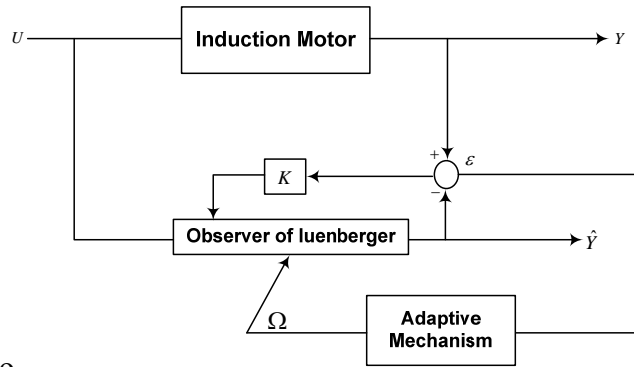 U
Induction Motor
Y
+
ε
K
−
Observer of luenberger
Ŷ
Ω
Adaptive
Mechanism